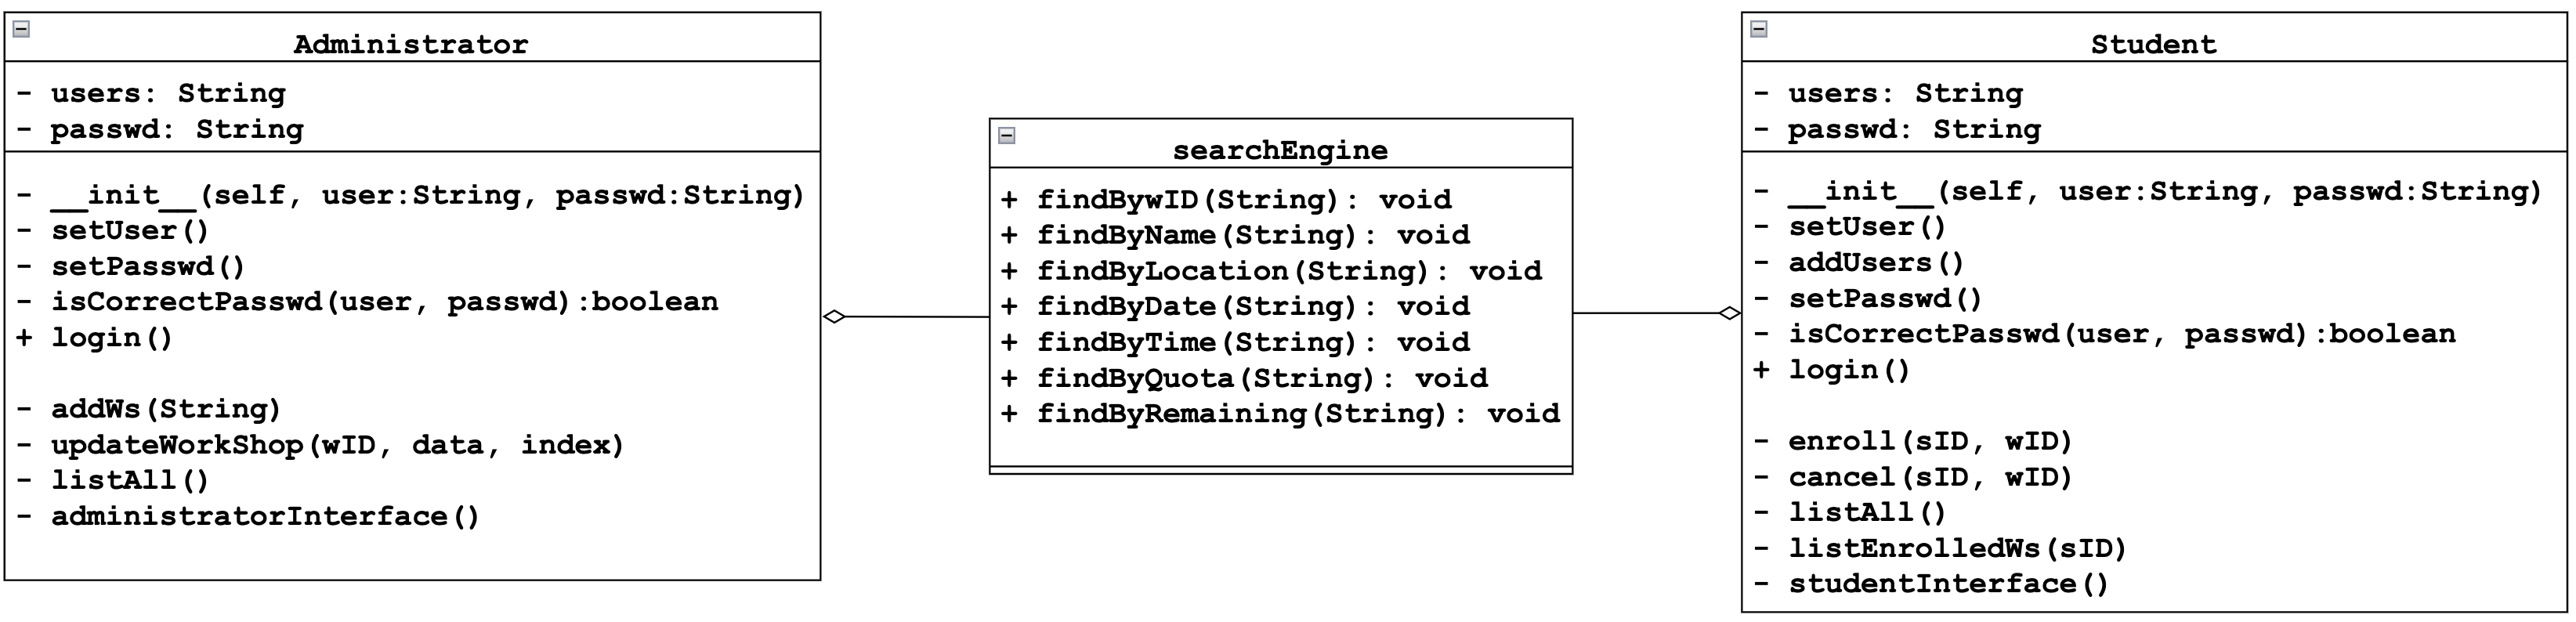 Administrator
- users: String
- passwd: String
- __init__(self, user:String, passwd:String)
- setUser()
- setPasswd()
- isCorrectPasswd(user, passwd):boolean
+ login()
- addWs(String)
- updateWorkShop(wID, data, index)
- listAll()
- administratorInterface()
searchEngine
+ findBywID(String): void
+ findByName(String): void
+ findByLocation(String): void
+ findByDate(String): void
+ findByTime(String): void
+ findByQuota(String): void
+ findByRemaining(String): void
Student
- users: String
- passwd: String
- __init__(self, user:String, passwd:String)
- setUser()
- addUsers()
- setPasswd()
- isCorrectPasswd(user, passwd):boolean
+ login()
- enroll(sID, wID)
- cancel(sID, wID)
- listAll()
- listEnrolledWs(sID)
- studentInterface()